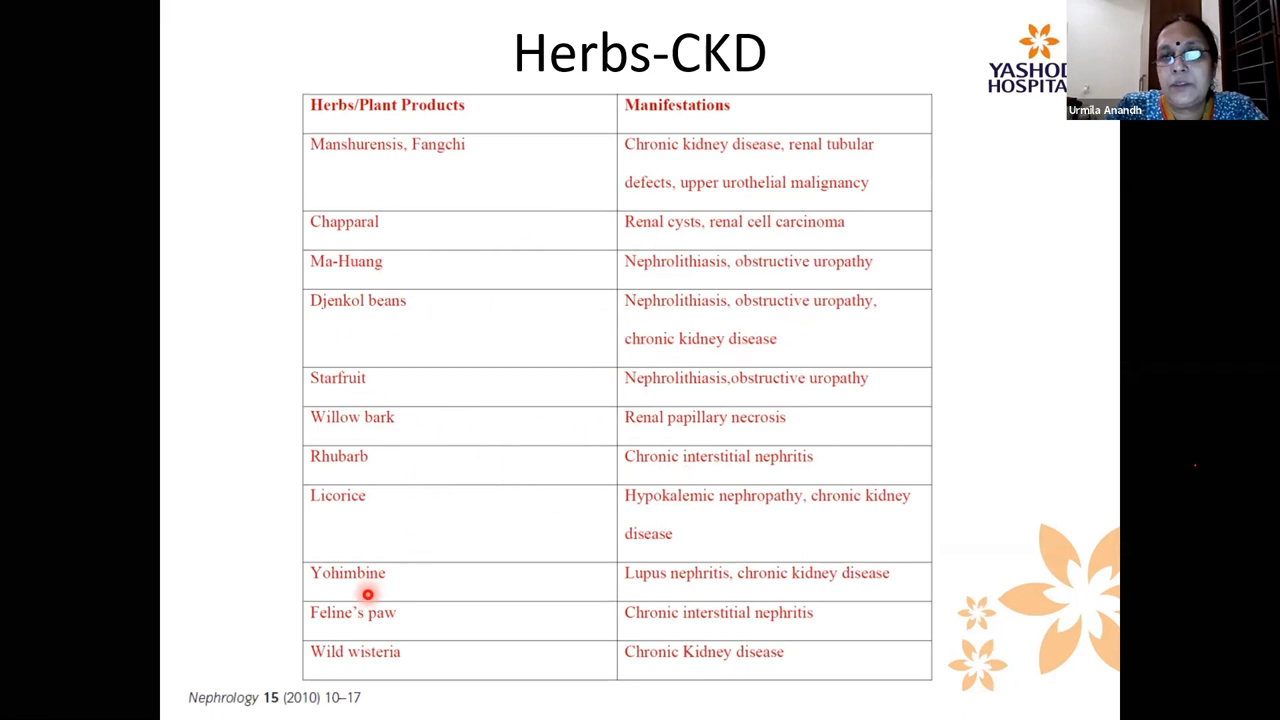 Herbs-CKD
YASHOD
HOSPITA
Urmila Anandh
Herbs/Plant Products Manifestations
Manshurensis, Fangchi Chronic kidney disease, renal tubular
defects, upper urothelial malignancy
Chapparal Renal cysts, renal cell carcinoma
Ma-Huang Nephrolithiasis, obstructive uropathy
Djenkol beans Nephrolithiasis, obstructive uropathy,
chronic kidney disease
Starfruit Nephrolithiasis,obstructive uropathy
Willow bark Renal papillary necrosis
Rhubarb Chronic interstitial nephritis
Licorice Hypokalemic nephropathy, chronic kidney
disease
Yohimbine Lupus nephritis, chronic kidney disease
Feline’s paw Chronic interstitial nephritis
Wild wisteria Chronic Kidney disease
Nephrology 15 (2010) 10–17